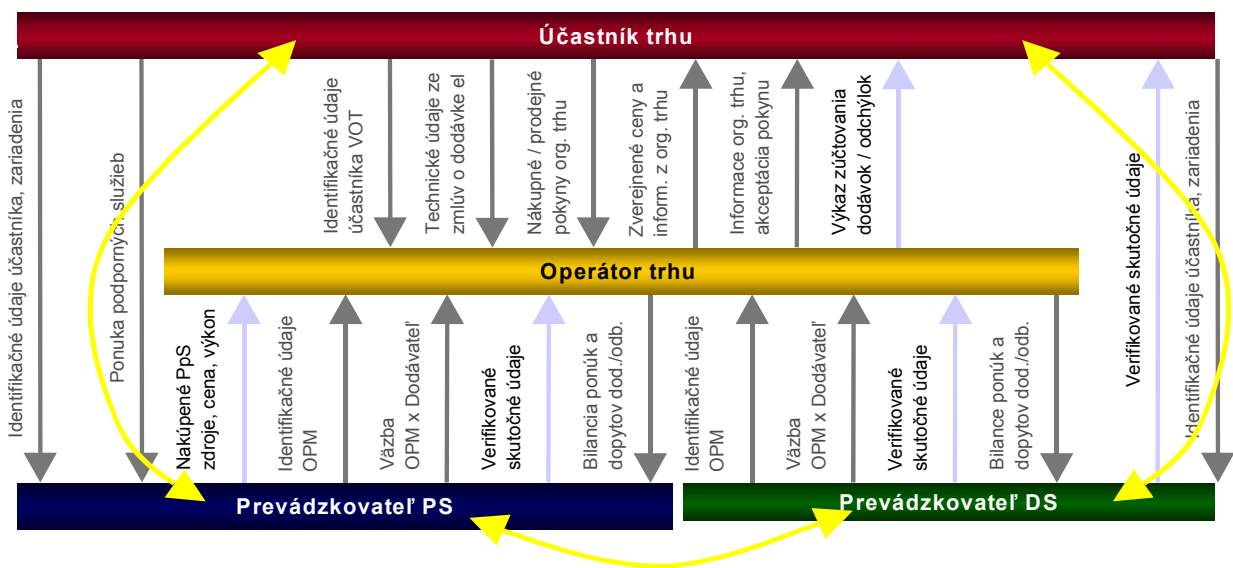 Účastník trhu
Identifikačné údaje účastníka, zariadenia
Ponuka podporných služieb
Identifikačné údaje
účastníka VOT
Technické údaje ze
zmlúv o dodávke el
Nákupné / prodejné
pokyny org. trhu
Zverejnené ceny a
inform. z org. trhu
Informace org. trhu,
akceptácia pokynu
Výkaz zúčtovania
dodávok / odchýlok
Verifikované skutočné údaje
Identifikačné údaje účastníka, zariadenia
Operátor trhu
Nakúpené PpS
zdroje, cena, výkon
Identifikačné údaje
OPM
Väzba
OPM x Dodávateľ
Verifikované
skutočné údaje
Bilancia ponúk a
dopytov dod./odb.
Identifikačné údaje
OPM
Väzba
OPM x Dodávateľ
Verifikované
skutočné údaje
Bilance ponúk a
dopytov dod./odb.
Prevádzkovateľ PS
Prevádzkovateľ DS